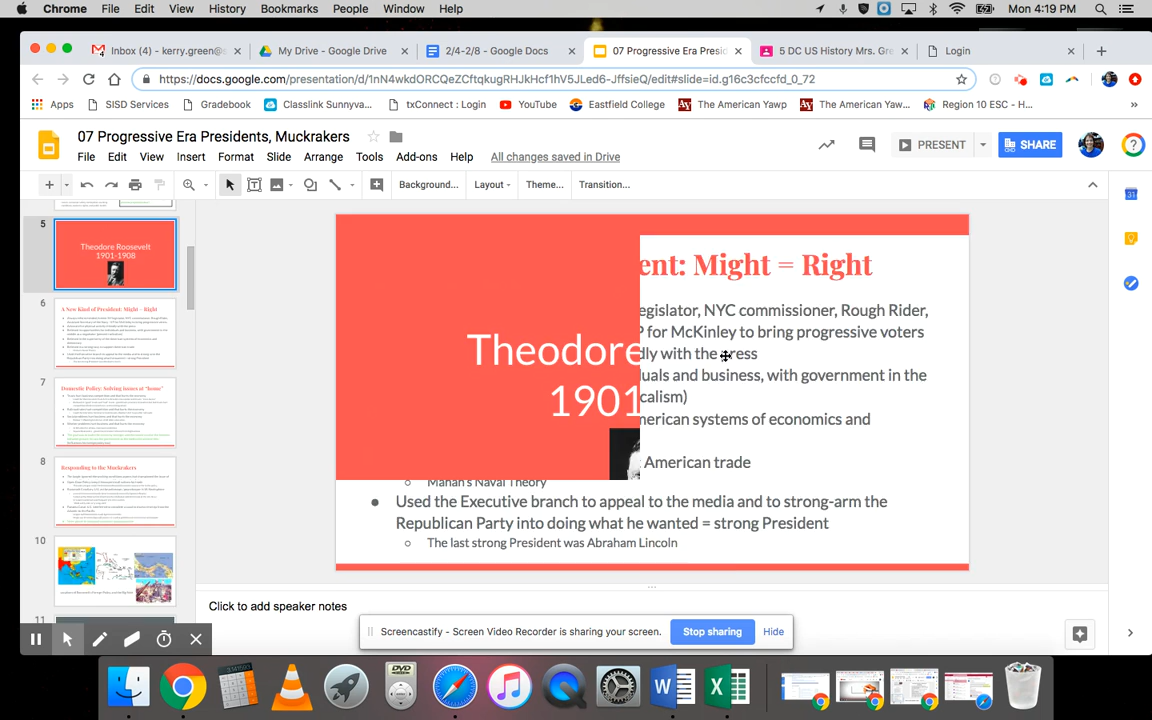 Chrome File Edit View History Bookmarks People Window Help Mon 4:19 PM
Inbox (4) - kerry.green@s My Drive - Google Drive 2/4-2/8 - Google Docs 07 Progressive Era Presid 5 DC US History Mrs. Gre Login
https://docs.google.com/presentation/d/1nN4wkdORCQeZCftqkugRHJkHcf1hV5JLed6-JffsieQ/edit#slide=id.g16c3cfccfd_0_72
Apps SISD Services Gradebook Classlink Sunnyva... txConnect : Login YouTube Eastfield College The American Yawp The American Yaw... Region 10 ESC - H...
07 Progressive Era Presidents, Muckrakers
PRESENT SHARE
File Edit View Insert Format Slide Arrange Tools Add-ons Help All changes saved in Drive
Background... Layout Theme... Transition...
5
Theodore Roosevelt
1901-1908
6
A New Kind of President: Might = Right
7
Domestic Policy: Solving issues at "home"
8
Responding to the Muckrakers
10
11
ent: Might = Right
egislator, NYC commissioner, Rough Rider,
P for McKinley to bring progressive voters
dly with the press
uals and business, with government in the
calism)
nerican systems of economics and
American trade
Theodore
1901
Mahan's Naval Theory
Used the Executive branch to appeal to the media and to strong-arm the
Republican Party into doing what he wanted = strong President
The last strong President was Abraham Lincoln
Click to add speaker notes
Screencastify - Screen Video Recorder is sharing your screen. Stop sharing Hide